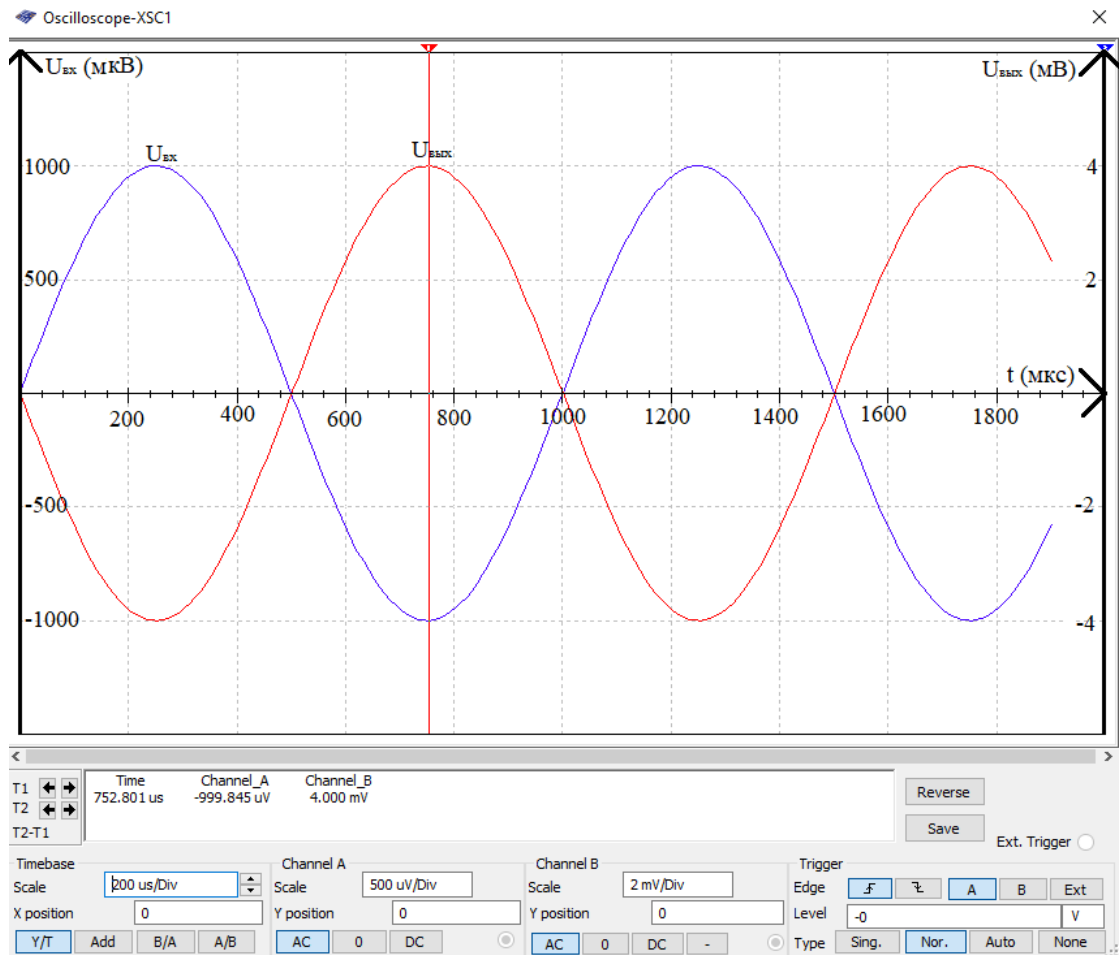 Oscilloscope-XSC1
1
2
Uвх (мкВ)
Uвых (мВ)
Uвх
Uвых
1000
4
500
2
t (мкс)
200 400 600 800 1000 1200 1400 1600 1800
-500
-2
-1000
-4
T1
T2
T2-T1
Time Channel_A Channel_B
752.801 us -999.845 uV 4.000 mV
Reverse
Save
Ext. Trigger
Timebase
Scale 200 us/Div
X position 0
Y/T Add B/A A/B
Channel A
Scale 500 uV/Div
Y position 0
AC 0 DC
Channel B
Scale 2 mV/Div
Y position 0
AC 0 DC -
Trigger
Edge A B Ext
Level -0 V
Type Sing. Nor. Auto None